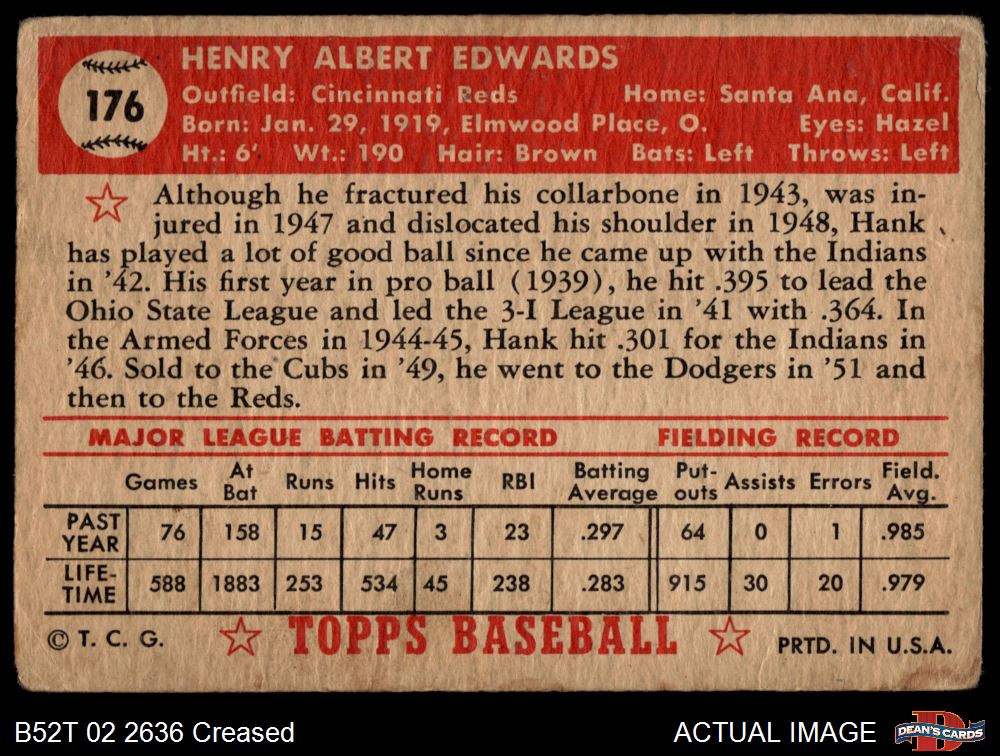 176
HENRY ALBERT EDWARDS
Outfield: Cincinnati Reds Home: Santa Ana, Calif.
Born: Jan. 29, 1919, Elmwood Place, O. Eyes: Hazel
Ht.: 6' Wt.: 190 Hair: Brown Bats: Left Throws: Left
Although he fractured his collarbone in 1943, was in-
jured in 1947 and dislocated his shoulder in 1948, Hank
has played a lot of good ball since he came up with the Indians
in '42. His first year in pro ball (1939), he hit .395 to lead the
Ohio State League and led the 3-I League in '41 with .364. In
the Armed Forces in 1944-45, Hank hit .301 for the Indians in
'46. Sold to the Cubs in '49, he went to the Dodgers in '51 and
then to the Reds.
MAJOR LEAGUE BATTING RECORD FIELDING RECORD
Games At Bat Runs Hits Home Runs RBI Batting Average Put-outs Assists Errors Field. Avg.
PAST YEAR 76 158 15 47 3 23 .297 64 0 1 .985
LIFE-TIME 588 1883 253 534 45 238 .283 915 30 20 .979
© T. C. G. TOPPS BASEBALL PRTD. IN U.S.A.
B52T 02 2636 Creased ACTUAL IMAGE DEAN'S CARDS